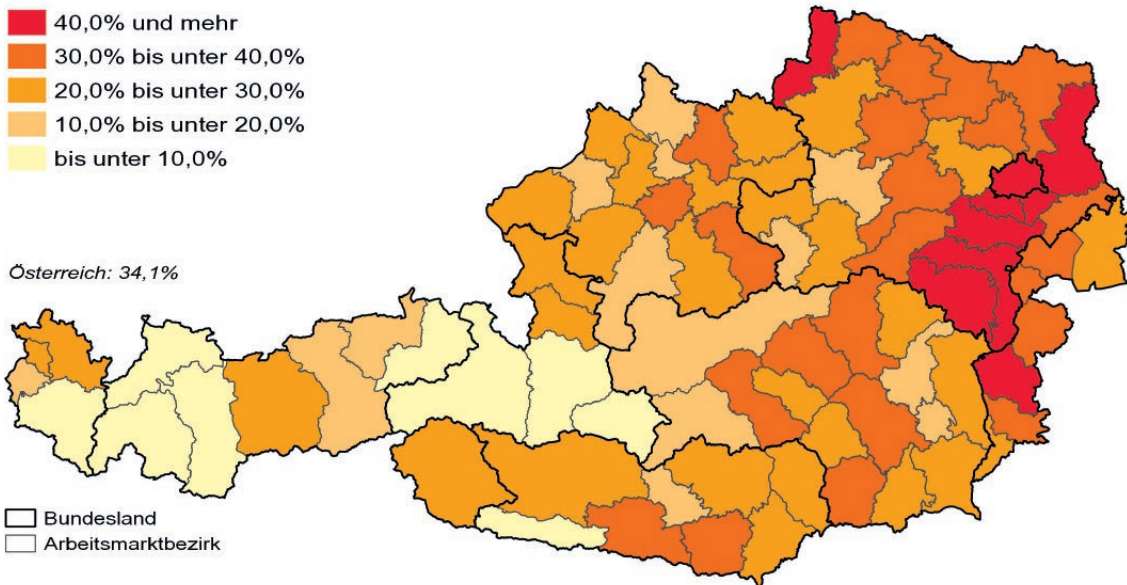 40,0% und mehr
30,0% bis unter 40,0%
20,0% bis unter 30,0%
10,0% bis unter 20,0%
bis unter 10,0%
Österreich: 34,1%
Bundesland
Arbeitsmarktbezirk